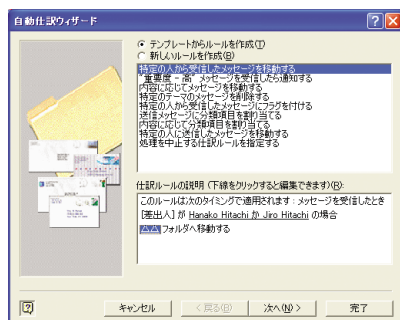 自動仕訳ウィザード
テンプレートからルールを作成(T)
新しいルールを作成(B)
特定の人から受信したメッセージを移動する
"重要度 - 高" メッセージを受信したら通知する
内容に応じてメッセージを移動する
特定のテーマのメッセージを削除する
特定の人から受信したメッセージにフラグを付ける
送信メッセージに分類項目を割り当てる
内容に応じて分類項目を割り当てる
特定の人に送信したメッセージを移動する
処理を中止する仕訳ルールを指定する
仕訳ルールの説明 (下線をクリックすると編集できます)(R):
このルールは次のタイミングで適用されます : メッセージを受信したとき
[差出人] が Hanako Hitachi か Jiro Hitachi の場合
△△ フォルダへ移動する
キャンセル
< 戻る(B)
次へ(N) >
完了